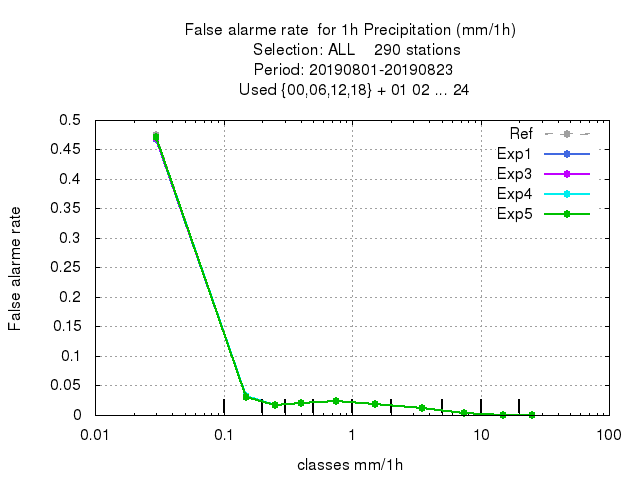 False alarme rate  for 1h Precipitation (mm/1h)
Selection: ALL    290 stations
Period: 20190801-20190823
Used {00,06,12,18} + 01 02 ... 24
Ref
Exp1
Exp3
Exp4
Exp5
False alarme rate
0.5
0.45
0.4
0.35
0.3
0.25
0.2
0.15
0.1
0.05
0
0.01 0.1 1 10 100
classes mm/1h